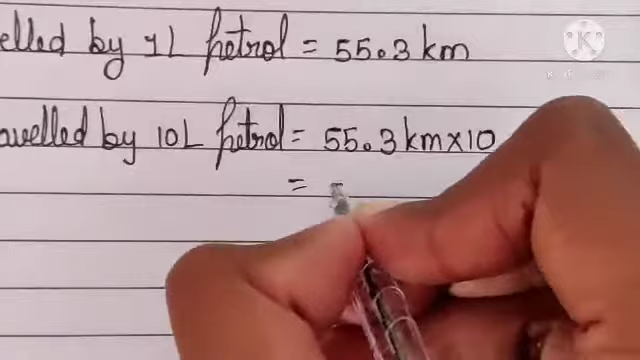 elled by 1L petrol = 55.3 km
avelled by 10L petrol = 55.3 km x 10
=